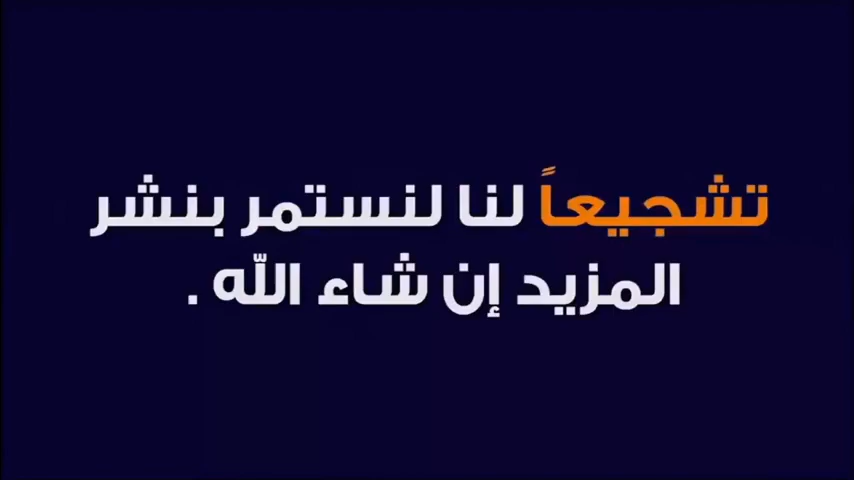 تشجيعاً لنا لنستمر بنشر
المزيد إن شاء الله .